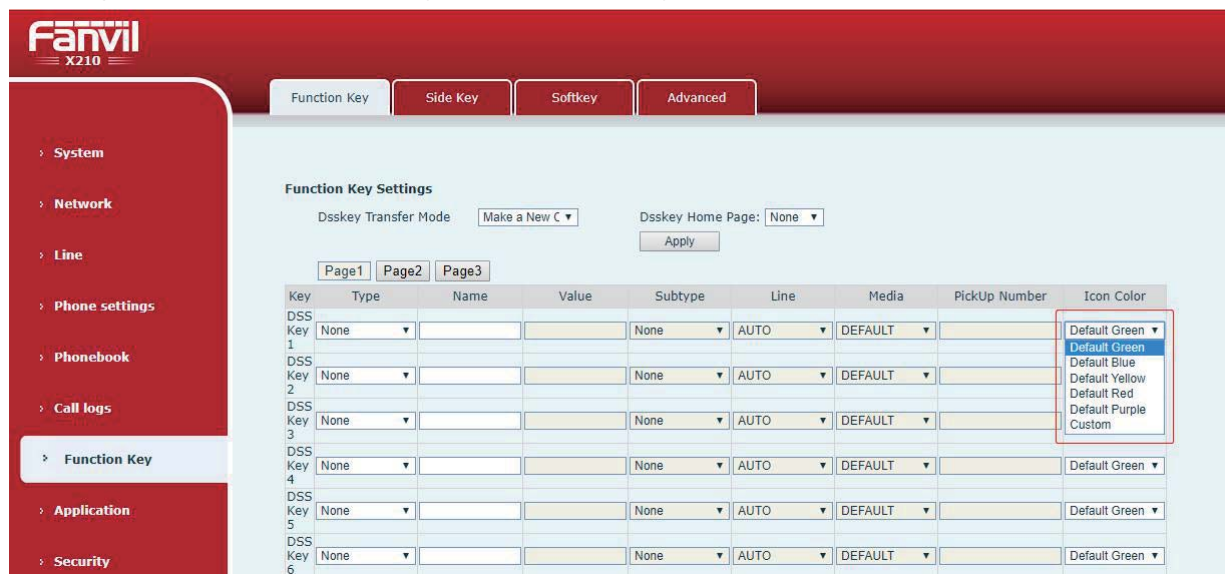 Fanvil
X210
Function Key Side Key Softkey Advanced
› System
› Network
› Line
› Phone settings
› Phonebook
› Call logs
› Function Key
› Application
› Security
Function Key Settings
Dsskey Transfer Mode Make a New C ▼ Dsskey Home Page: None ▼
Apply
Page1 Page2 Page3
Key Type Name Value Subtype Line Media PickUp Number Icon Color
DSS Key 1 None ▼ None ▼ AUTO ▼ DEFAULT ▼ Default Green ▼
Default Green
Default Blue
Default Yellow
Default Red
Default Purple
Custom
DSS Key 2 None ▼ None ▼ AUTO ▼ DEFAULT ▼
DSS Key 3 None ▼ None ▼ AUTO ▼ DEFAULT ▼
DSS Key 4 None ▼ None ▼ AUTO ▼ DEFAULT ▼ Default Green ▼
DSS Key 5 None ▼ None ▼ AUTO ▼ DEFAULT ▼ Default Green ▼
DSS Key 6 None ▼ None ▼ AUTO ▼ DEFAULT ▼ Default Green ▼